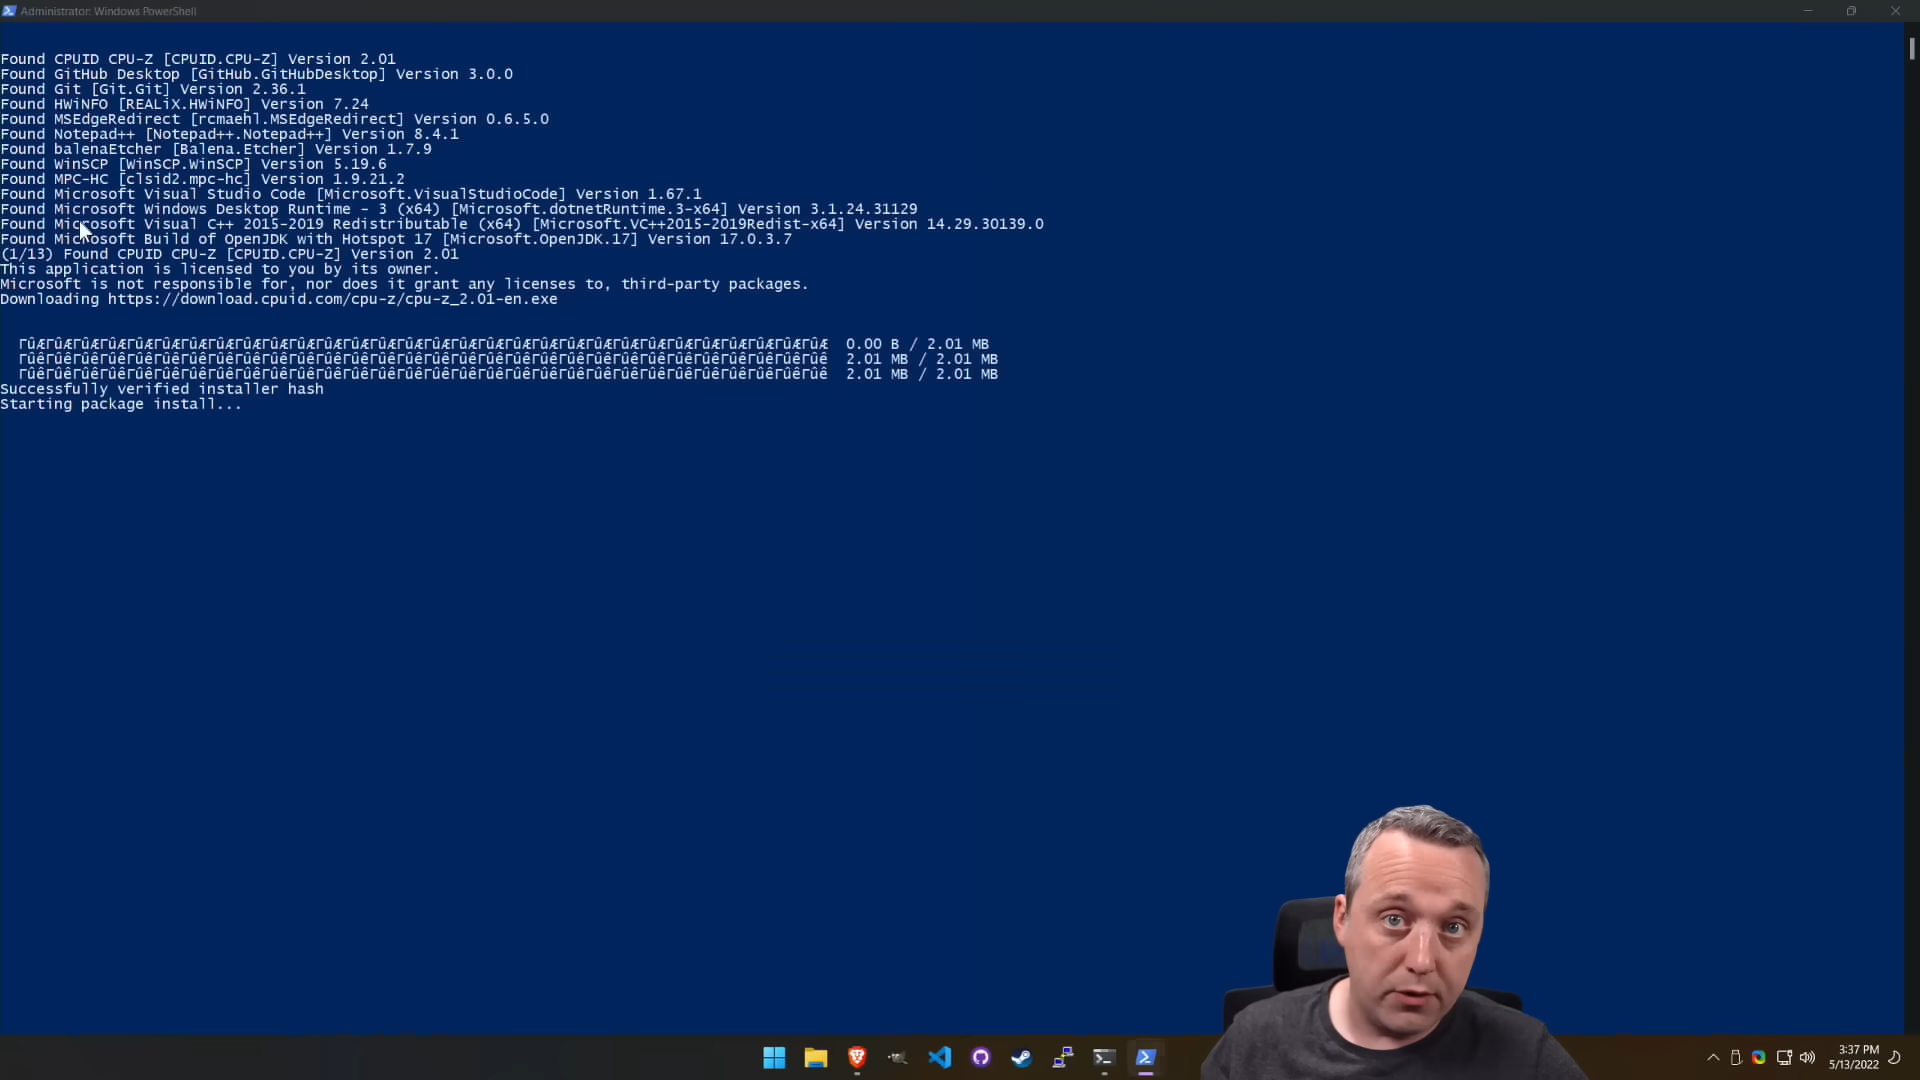 Administrator: Windows PowerShell
Found CPUID CPU-Z [CPUID.CPU-Z] Version 2.01
Found GitHub Desktop [GitHub.GitHubDesktop] Version 3.0.0
Found Git [Git.Git] Version 2.36.1
Found HWiNFO [REALiX.HWiNFO] Version 7.24
Found MSEdgeRedirect [rcmaehl.MSEdgeRedirect] Version 0.6.5.0
Found Notepad++ [Notepad++.Notepad++] Version 8.4.1
Found balenaEtcher [Balena.Etcher] Version 1.7.9
Found WinSCP [WinSCP.WinSCP] Version 5.19.6
Found MPC-HC [clsid2.mpc-hc] Version 1.9.21.2
Found Microsoft Visual Studio Code [Microsoft.VisualStudioCode] Version 1.67.1
Found Microsoft Windows Desktop Runtime - 3 (x64) [Microsoft.dotnetRuntime.3-x64] Version 3.1.24.31129
Found Microsoft Visual C++ 2015-2019 Redistributable (x64) [Microsoft.VC++2015-2019Redist-x64] Version 14.29.30139.0
Found Microsoft Build of OpenJDK with Hotspot 17 [Microsoft.OpenJDK.17] Version 17.0.3.7
(1/13) Found CPUID CPU-Z [CPUID.CPU-Z] Version 2.01
This application is licensed to you by its owner.
Microsoft is not responsible for, nor does it grant any licenses to, third-party packages.
Downloading https://download.cpuid.com/cpu-z/cpu-z_2.01-en.exe
ΓûÆΓûÆΓûÆΓûÆΓûÆΓûÆΓûÆΓûÆΓûÆΓûÆΓûÆΓûÆΓûÆΓûÆΓûÆΓûÆΓûÆΓûÆΓûÆΓûÆΓûÆΓûÆΓûÆΓûÆΓûÆΓûÆΓûÆΓûÆΓûÆΓûÆ 0.00 B / 2.01 MB
ΓûêΓûêΓûêΓûêΓûêΓûêΓûêΓûêΓûêΓûêΓûêΓûêΓûêΓûêΓûêΓûêΓûêΓûêΓûêΓûêΓûêΓûêΓûêΓûêΓûêΓûêΓûêΓûêΓûêΓûê 2.01 MB / 2.01 MB
ΓûêΓûêΓûêΓûêΓûêΓûêΓûêΓûêΓûêΓûêΓûêΓûêΓûêΓûêΓûêΓûêΓûêΓûêΓûêΓûêΓûêΓûêΓûêΓûêΓûêΓûêΓûêΓûêΓûêΓûê 2.01 MB / 2.01 MB
Successfully verified installer hash
Starting package install...
3:37 PM
5/13/2022